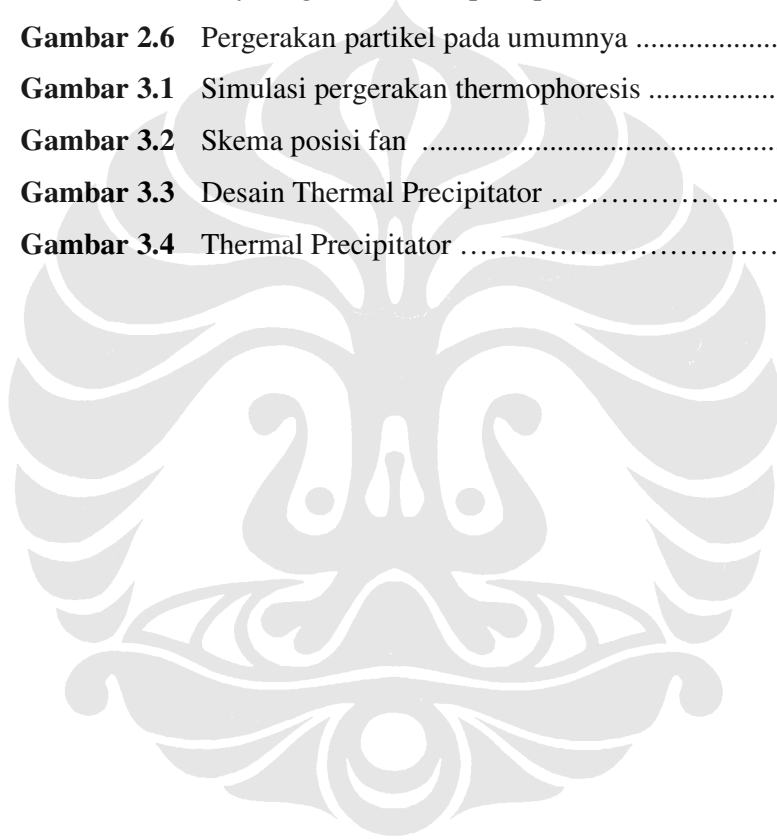 Gambar 2.6 Pergerakan partikel pada umumnya ....................
Gambar 3.1 Simulasi pergerakan thermophoresis ..................
Gambar 3.2 Skema posisi fan ...............................................
Gambar 3.3 Desain Thermal Precipitator ……………………
Gambar 3.4 Thermal Precipitator ……………………………